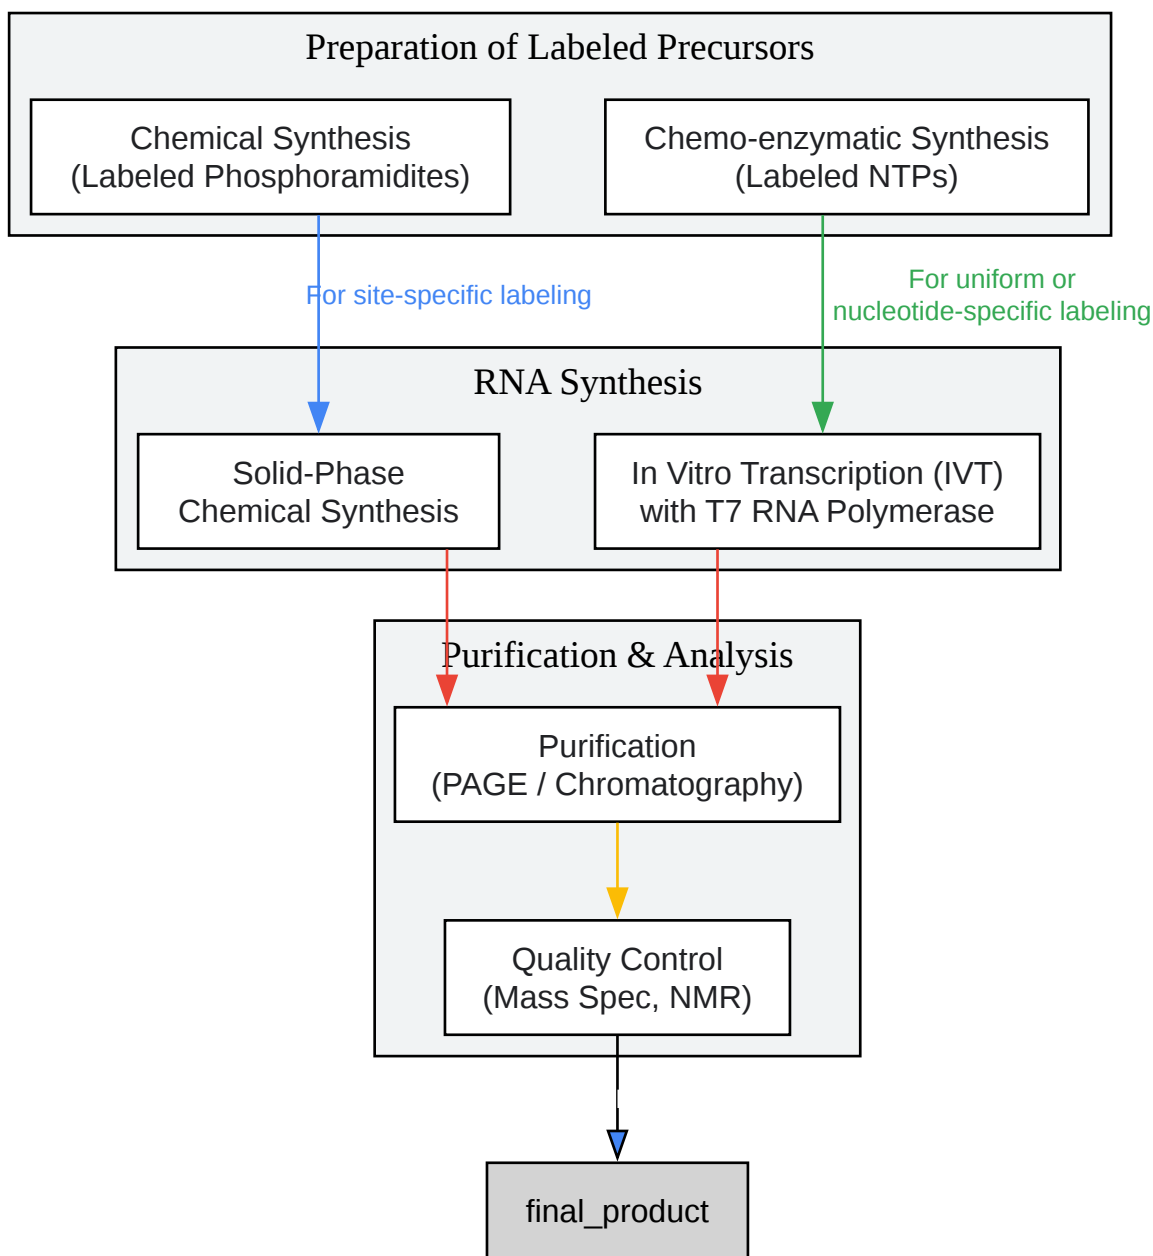 Preparation of Labeled Precursors
Chemical Synthesis
(Labeled Phosphoramidites)
Chemo-enzymatic Synthesis
(Labeled NTPs)
For site-specific labeling
For uniform or
nucleotide-specific labeling
RNA Synthesis
Solid-Phase
Chemical Synthesis
In Vitro Transcription (IVT)
with T7 RNA Polymerase
Purification & Analysis
Purification
(PAGE / Chromatography)
Quality Control
(Mass Spec, NMR)
final_product